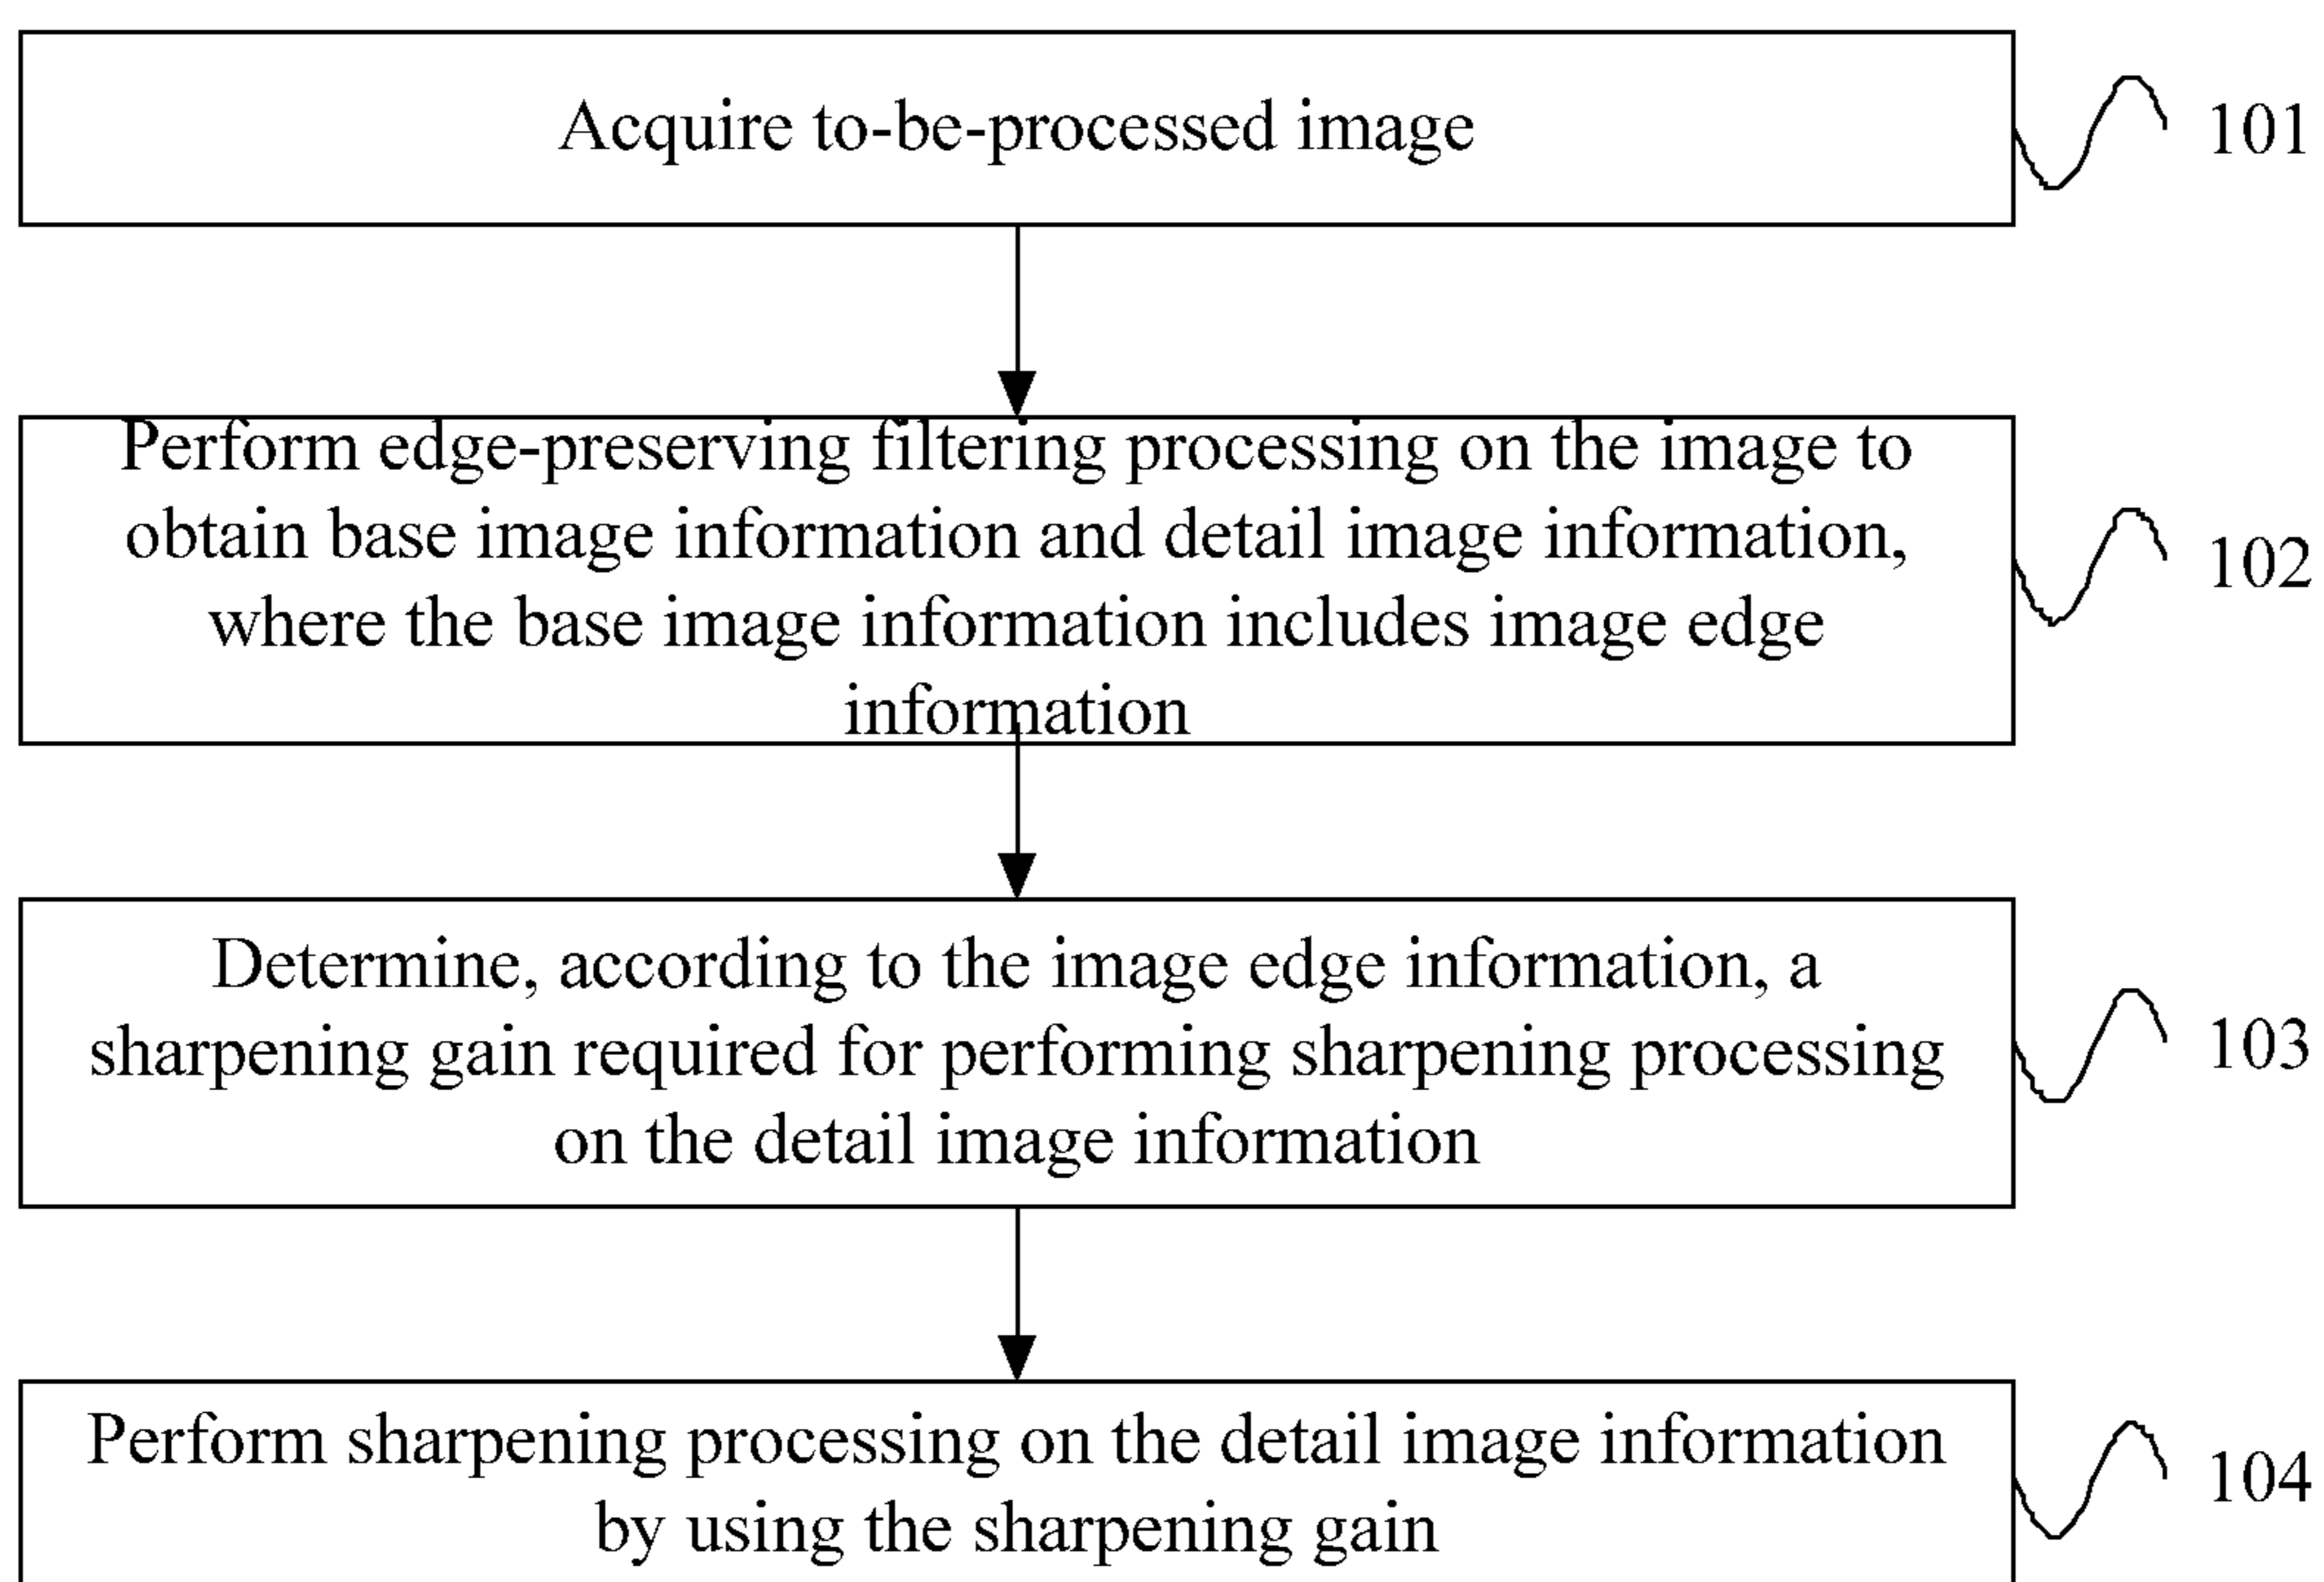 Acquire to-be-processed image
101
Perform edge-preserving filtering processing on the image to
obtain base image information and detail image information,
where the base image information includes image edge
information
102
Determine, according to the image edge information, a
sharpening gain required for performing sharpening processing
on the detail image information
103
Perform sharpening processing on the detail image information
by using the sharpening gain
104